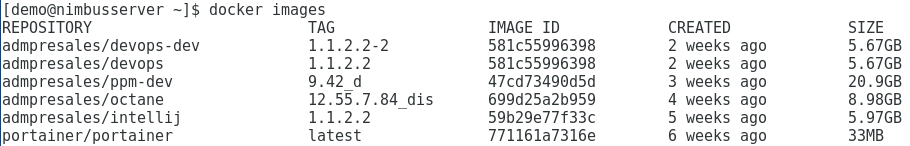 [demo@nimbusserver ~]$ docker images
REPOSITORY TAG IMAGE ID CREATED SIZE
admpresales/devops-dev 1.1.2.2-2 581c55996398 2 weeks ago 5.67GB
admpresales/devops 1.1.2.2 581c55996398 2 weeks ago 5.67GB
admpresales/ppm-dev 9.42_d 47cd73490d5d 3 weeks ago 20.9GB
admpresales/octane 12.55.7.84_dis 699d25a2b959 4 weeks ago 8.98GB
admpresales/intellij 1.1.2.2 59b29e77f33c 5 weeks ago 5.97GB
portainer/portainer latest 771161a7316e 6 weeks ago 33MB